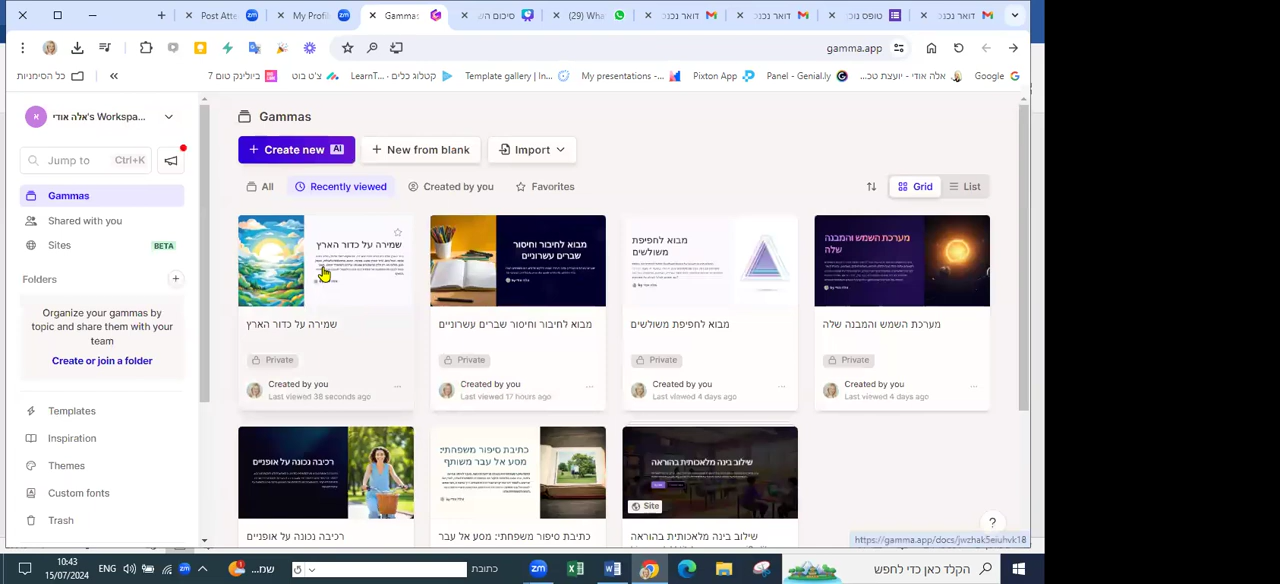 Post Atte
My Profi
Gammas
סיכום הש
(29) Wha
דואר נכנכ
דואר נכנכ
טופס נוכ
דואר נכנכ
gamma.app
כל הסימניות
«
ביולינק טום 7
צ'ט בוט
LearnT...
קטלוג כלים -
Template gallery | In...
My presentations -...
Pixton App
Panel - Genial.ly
אלה אודי - יועצת טכ...
Google
אלה אודי's Workspa...
Jump to
Ctrl+K
Gammas
Shared with you
Sites
BETA
Folders
Organize your gammas by
topic and share them with your
team
Create or join a folder
Templates
Inspiration
Themes
Custom fonts
Trash
Gammas
+ Create new AI
+ New from blank
Import
All
Recently viewed
Created by you
Favorites
Grid
List
שמירה על כדור הארץ
מבוא לחיבור וחיסור
שברים עשרוניים
מבוא לחפיפת
משולשים
מערכת השמש והמבנה
שלה
שמירה על כדור הארץ
מבוא לחיבור וחיסור שברים עשרוניים
מבוא לחפיפת משולשים
מערכת השמש והמבנה שלה
Private
Private
Private
Private
Created by you
Last viewed 38 seconds ago
Created by you
Last viewed 17 hours ago
Created by you
Last viewed 4 days ago
Created by you
Last viewed 4 days ago
רכיבה נכונה על אופניים
כתיבת סיפור משפחתי:
מסע אל עבר משותף
שילוב בינה מלאכותית בהוראה
Site
רכיבה נכונה על אופניים
כתיבת סיפור משפחתי: מסע אל עבר
שילוב בינה מלאכותית בהוראה
?
https://gamma.app/docs/jwzhak5eiuhvk18
10:43
15/07/2024
ENG
שמ...
כתובת
הקלד כאן כדי לחפש